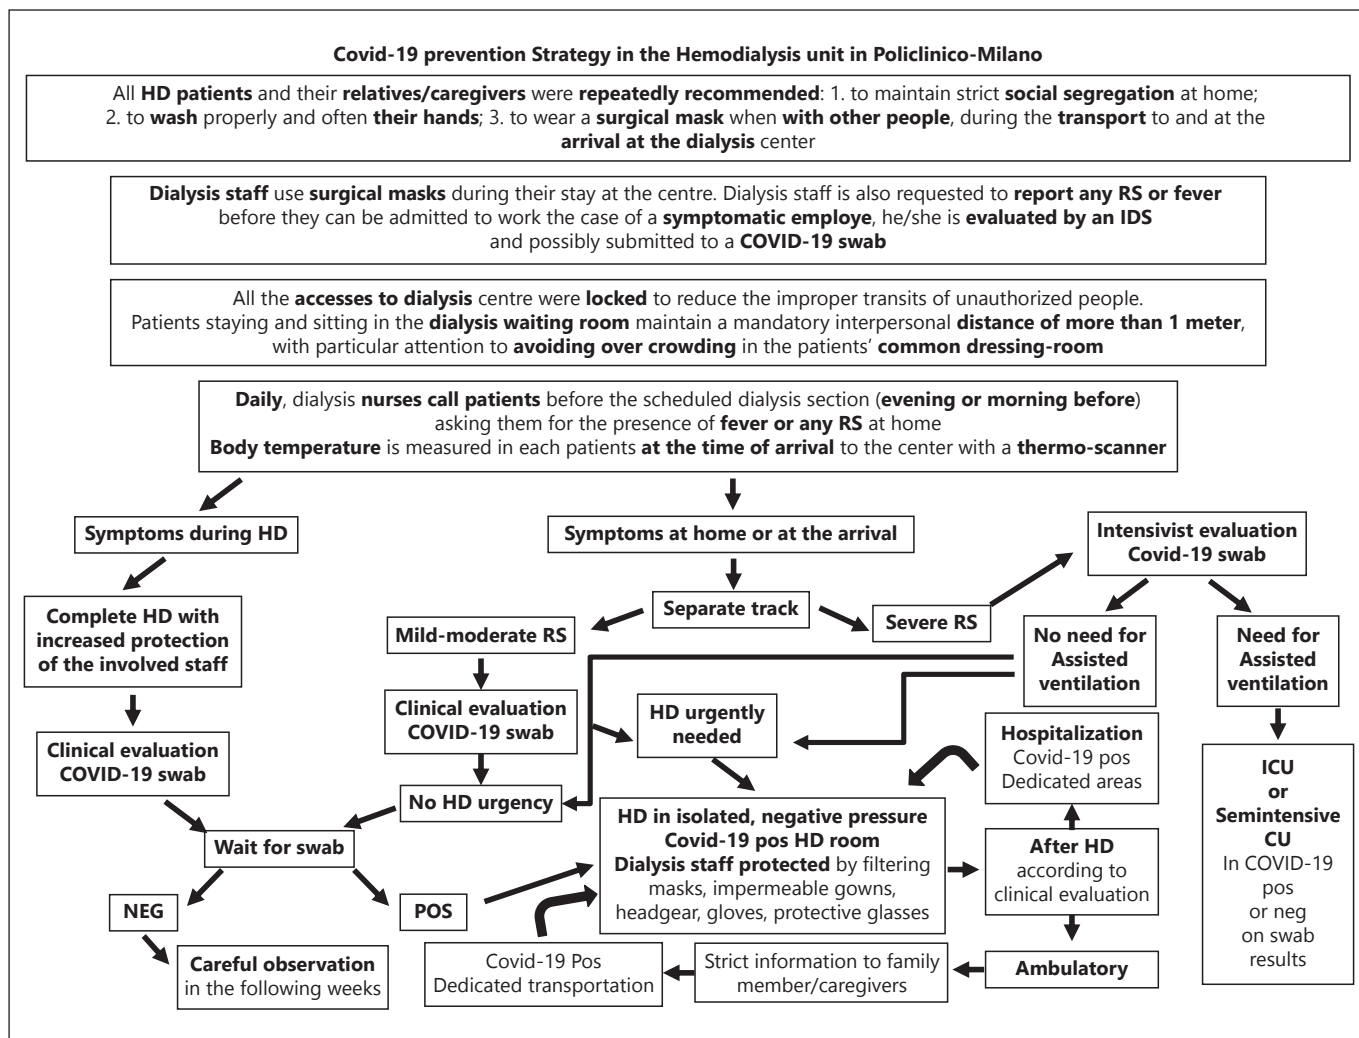 Covid-19 prevention Strategy in the Hemodialysis unit in Policlinico-Milano
All HD patients and their relatives/caregivers were repeatedly recommended: 1. to maintain strict social segregation at home;
2. to wash properly and often their hands; 3. to wear a surgical mask when with other people, during the transport to and at the
arrival at the dialysis center
Dialysis staff use surgical masks during their stay at the centre. Dialysis staff is also requested to report any RS or fever
before they can be admitted to work the case of a symptomatic employe, he/she is evaluated by an IDS
and possibly submitted to a COVID-19 swab
All the accesses to dialysis centre were locked to reduce the improper transits of unauthorized people.
Patients staying and sitting in the dialysis waiting room maintain a mandatory interpersonal distance of more than 1 meter,
with particular attention to avoiding over crowding in the patients' common dressing-room
Daily, dialysis nurses call patients before the scheduled dialysis section (evening or morning before)
asking them for the presence of fever or any RS at home
Body temperature is measured in each patients at the time of arrival to the center with a thermo-scanner
Symptoms during HD
Symptoms at home or at the arrival
Intensivist evaluation
Covid-19 swab
Complete HD with
increased protection
of the involved staff
Separate track
Mild-moderate RS
Severe RS
No need for
Assisted
ventilation
Need for
Assisted
ventilation
Clinical evaluation
COVID-19 swab
Clinical evaluation
COVID-19 swab
HD urgently
needed
Hospitalization
Covid-19 pos
Dedicated areas
ICU
or
Semintensive
CU
In COVID-19
pos
or neg
on swab
results
No HD urgency
Wait for swab
HD in isolated, negative pressure
Covid-19 pos HD room
Dialysis staff protected by filtering
masks, impermeable gowns,
headgear, gloves, protective glasses
After HD
according to
clinical evaluation
NEG
POS
Careful observation
in the following weeks
Covid-19 Pos
Dedicated transportation
Strict information to family
member/caregivers
Ambulatory